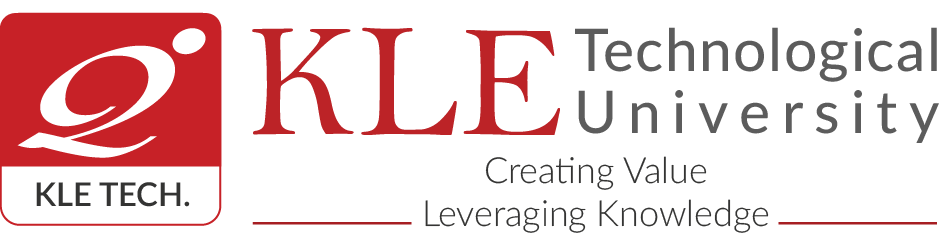 KLE TECH.
KLE Technological
University
Creating Value
Leveraging Knowledge